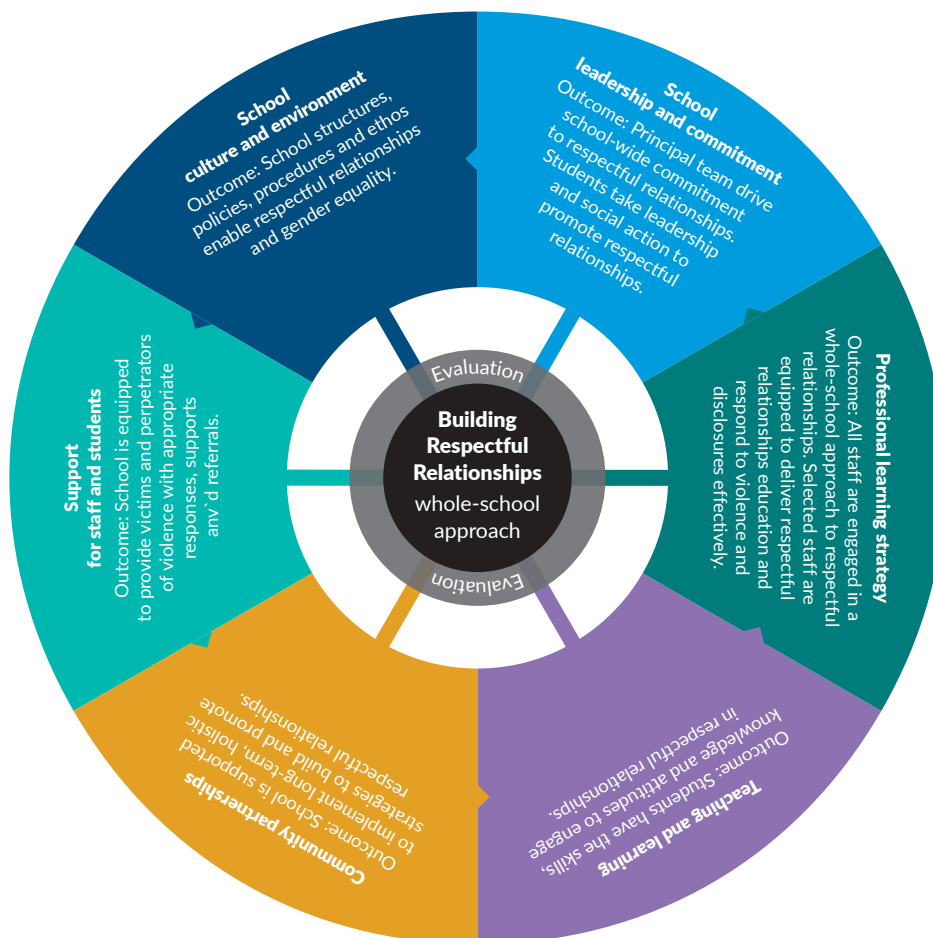 School
culture and environment
Outcome: School structures,
policies, procedures and ethos
enable respectful relationships
and gender equality.
School
leadership and commitment
Outcome: Principal team drive
school-wide commitment
to respectful relationships.
Students take leadership
and social action to
promote respectful
relationships.
Professional learning strategy
Outcome: All staff are engaged in a
whole-school approach to respectful
relationships. Selected staff are
equipped to deliver respectful
relationships education and
respond to violence and
disclosures effectively.
Teaching and learning
Outcome: Students have the skills,
knowledge and attitudes to engage
in respectful relationships.
Community partnerships
Outcome: School is supported
to implement long-term, holistic
strategies to build and promote
respectful relationships.
Support
for staff and students
Outcome: School is equipped
to provide victims and perpetrators
of violence with appropriate
responses, supports
anv`d referrals.
Evaluation
Building
Respectful
Relationships
whole-school
approach
Evaluation